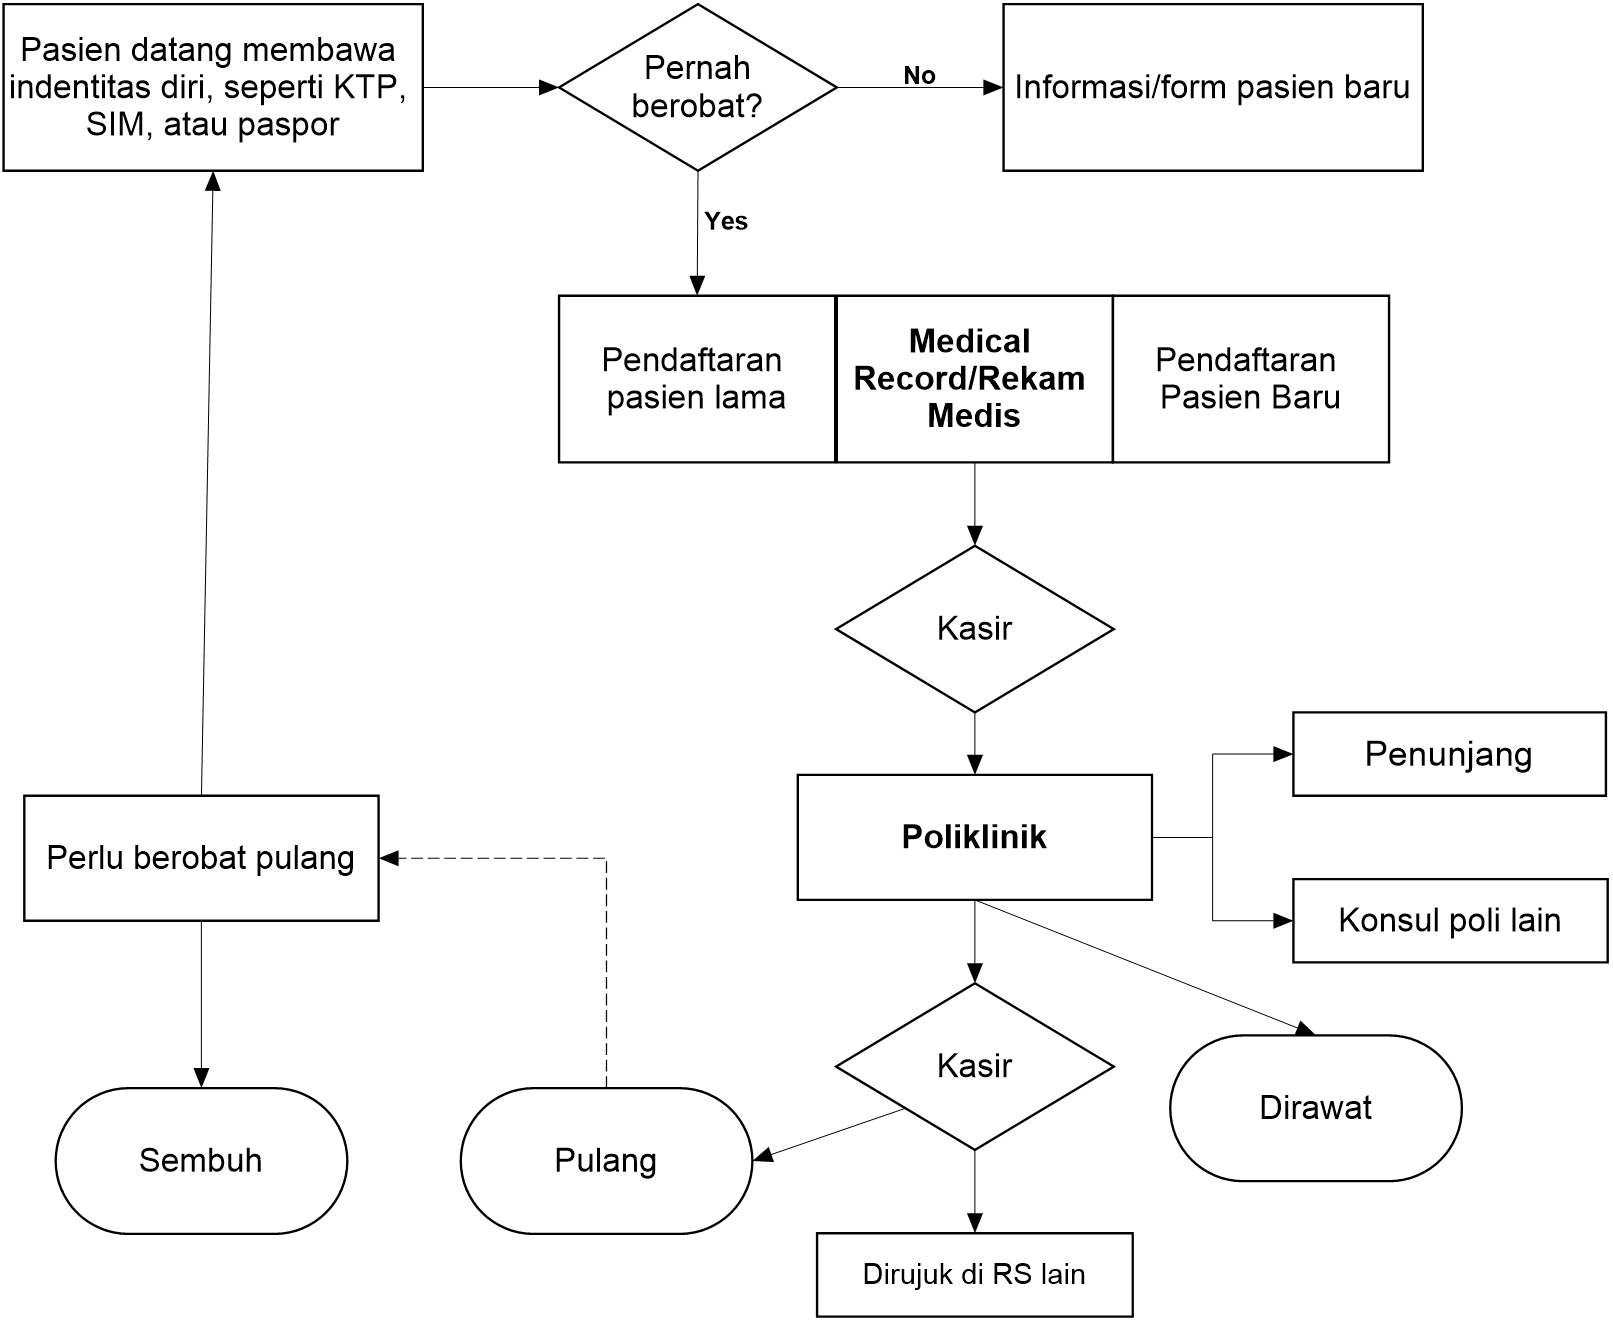 Pasien datang membawa
indentitas diri, seperti KTP,
SIM, atau paspor
Pernah
berobat?
No
Informasi/form pasien baru
Yes
Pendaftaran
pasien lama
Medical
Record/Rekam
Medis
Pendaftaran
Pasien Baru
Kasir
Penunjang
Poliklinik
Perlu berobat pulang
Konsul poli lain
Kasir
Dirawat
Sembuh
Pulang
Dirujuk di RS lain